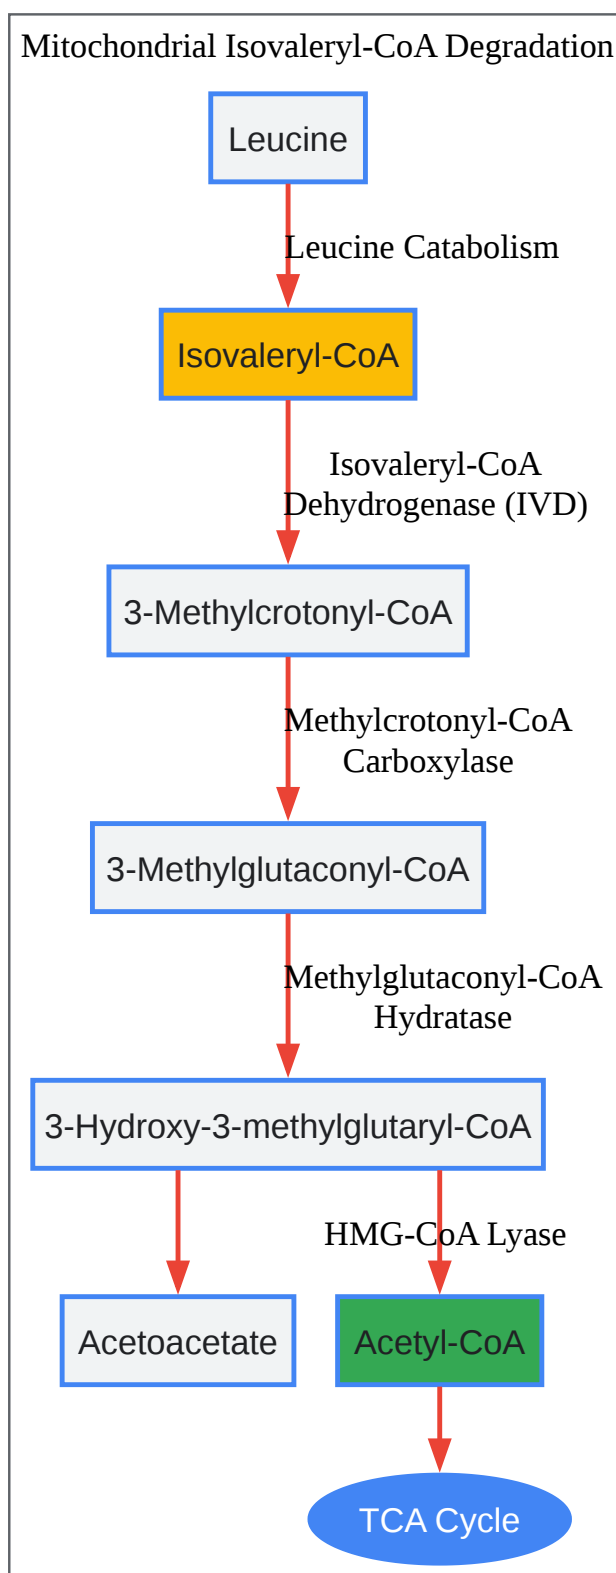 Mitochondrial Isovaleryl-CoA Degradation
Leucine
Leucine Catabolism
Isovaleryl-CoA
Isovaleryl-CoA
Dehydrogenase (IVD)
3-Methylcrotonyl-CoA
Methylcrotonyl-CoA
Carboxylase
3-Methylglutaconyl-CoA
Methylglutaconyl-CoA
Hydratase
3-Hydroxy-3-methylglutaryl-CoA
HMG-CoA Lyase
Acetoacetate
Acetyl-CoA
TCA Cycle